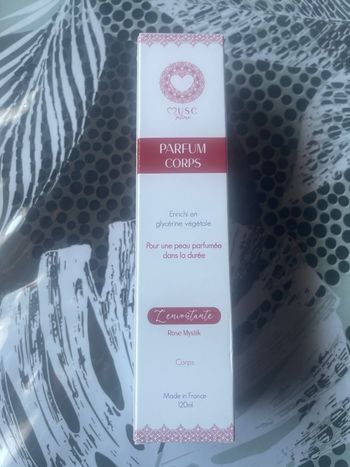 MUSC
Intime
PARFUM
CORPS
Enrichi en
glycérine végétale
Pour une peau parfumée
dans la durée
L'envoûtante
Rose Mystik
Corps
Made in France
120ml